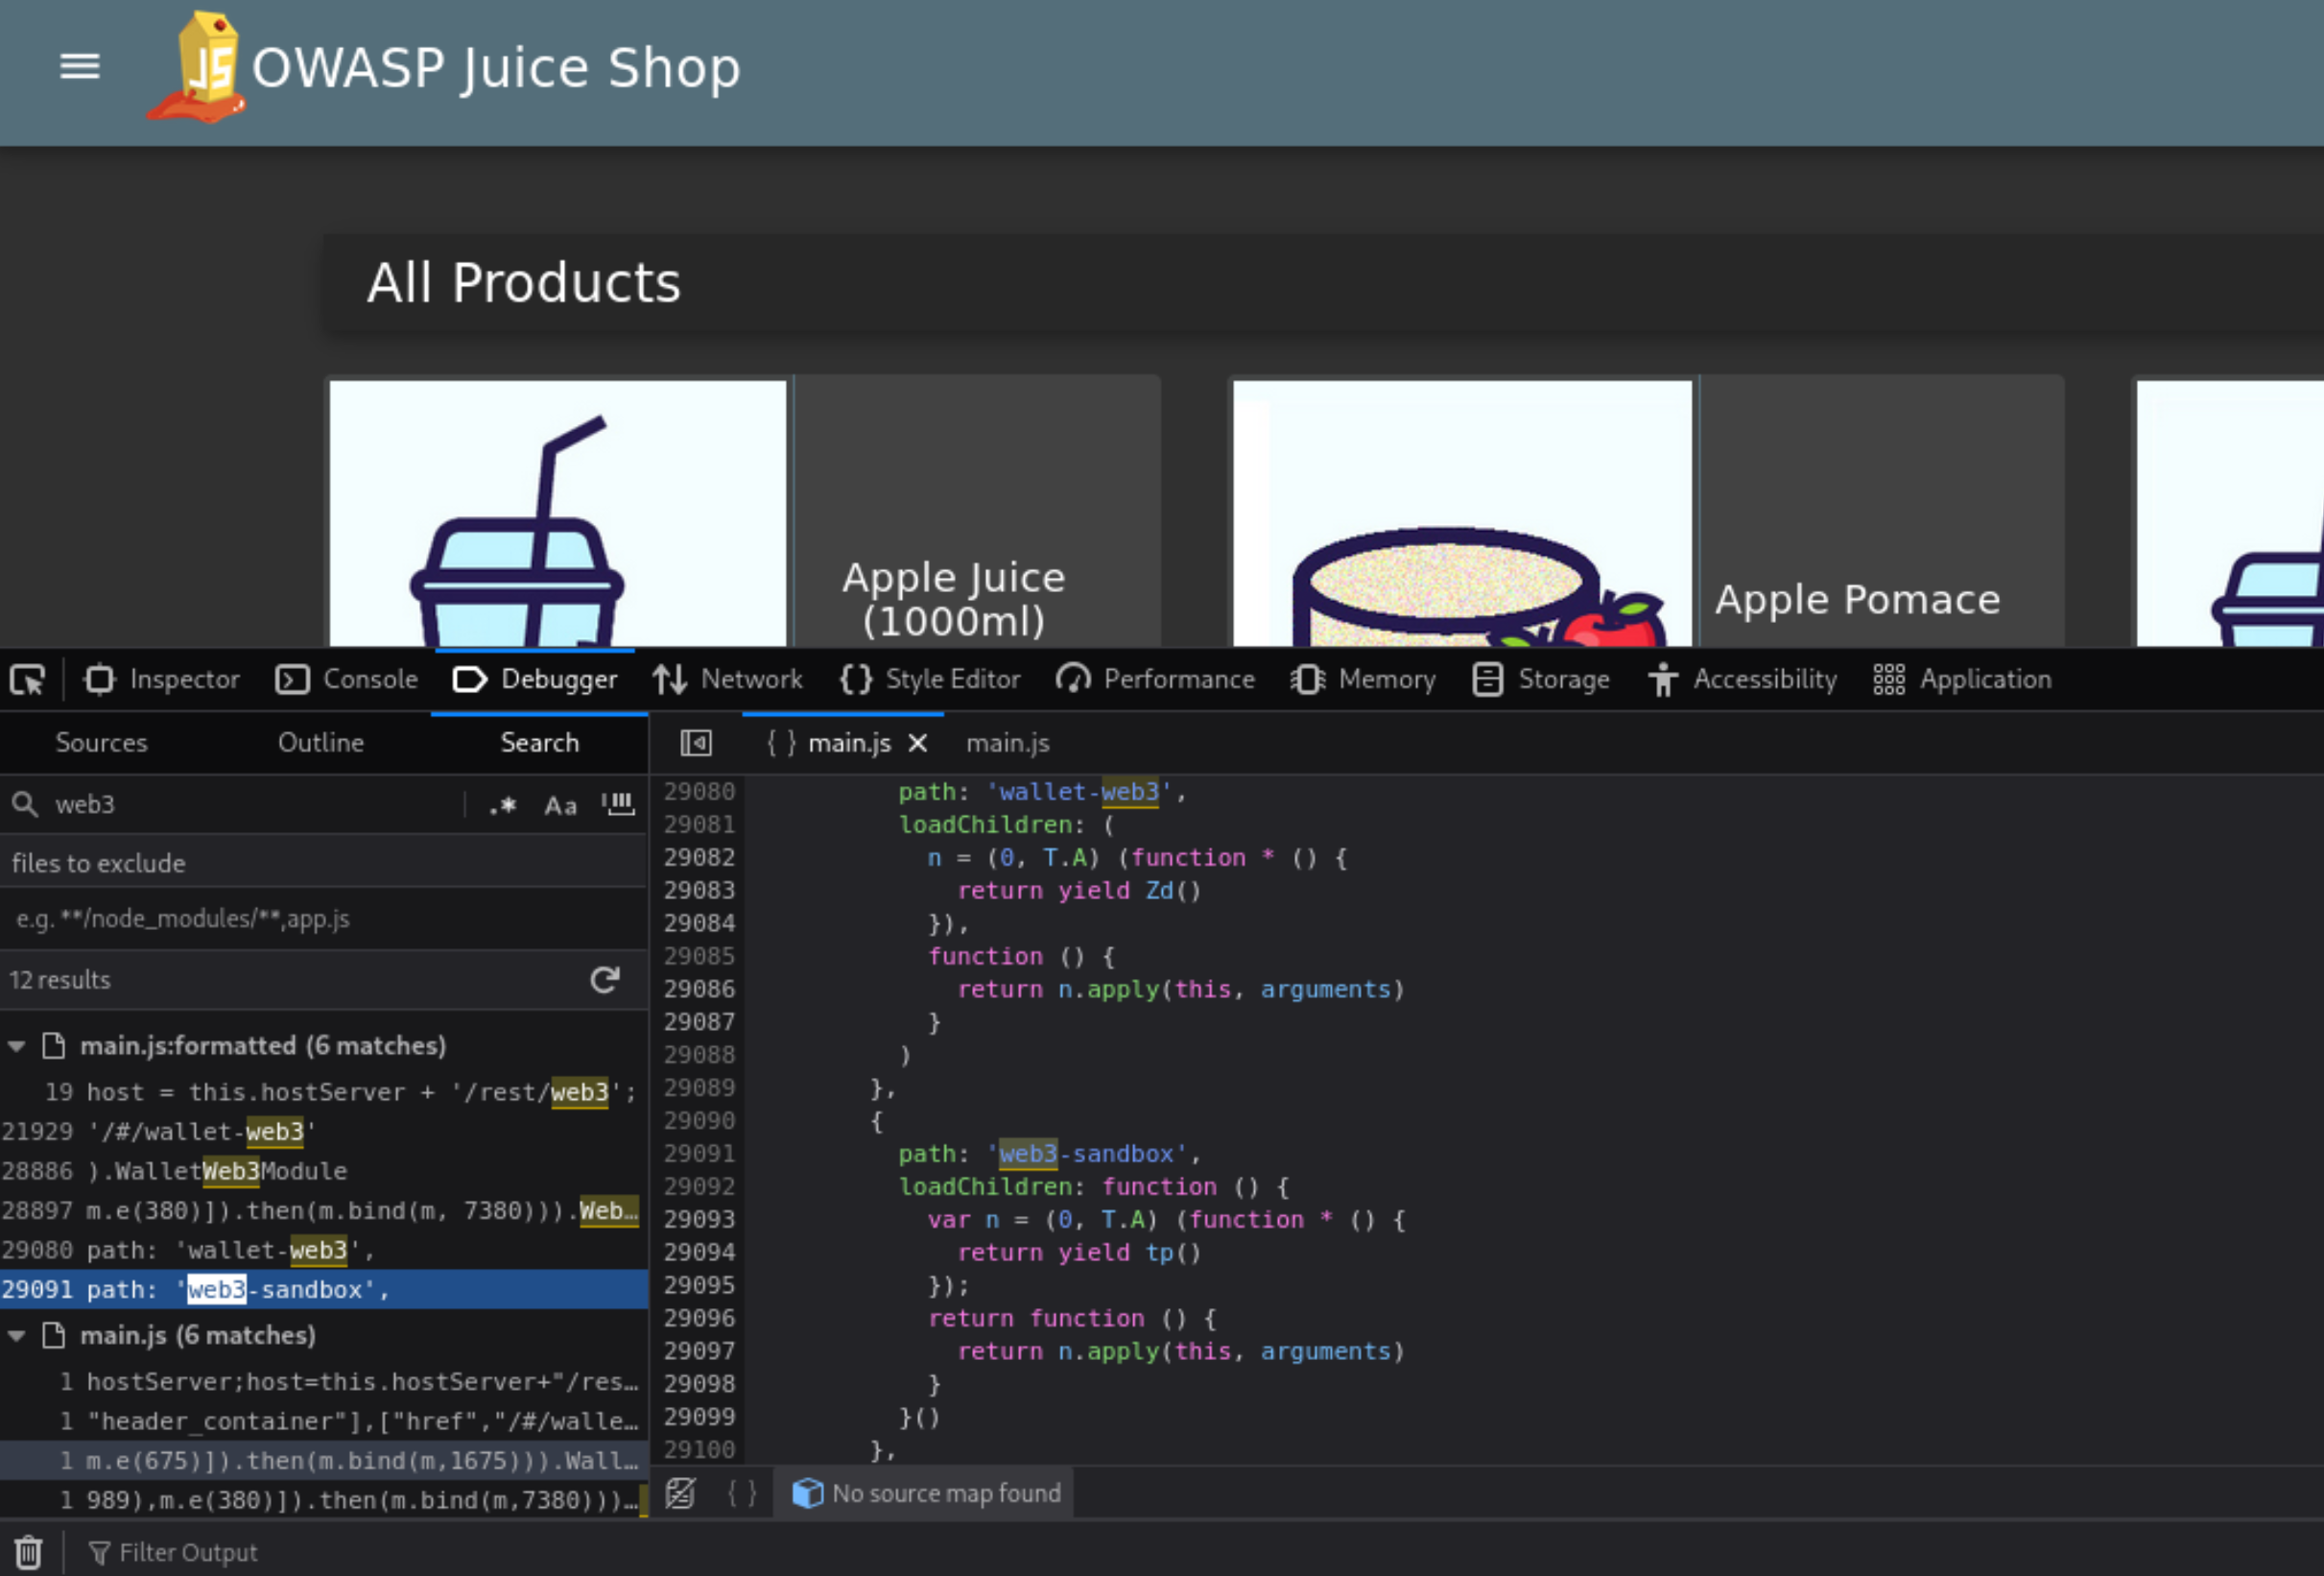 JS OWASP Juice Shop
All Products
Apple Juice
(1000ml)
Apple Pomace
Inspector Console Debugger Network {} Style Editor Performance Memory Storage Accessibility Application
Sources Outline Search
{ } main.js main.js
web3 .* Aa
files to exclude
e.g. **/node_modules/**,app.js
12 results
main.js:formatted (6 matches)
19 host = this.hostServer + '/rest/web3';
21929 '/#/wallet-web3'
28886 ).WalletWeb3Module
28897 m.e(380)]).then(m.bind(m, 7380))).Web…
29080 path: 'wallet-web3',
29091 path: 'web3-sandbox',
main.js (6 matches)
1 hostServer;host=this.hostServer+"/res…
1 "header_container"],["href","/#/walle…
1 m.e(675)]).then(m.bind(m,1675))).Wall…
1 989),m.e(380)]).then(m.bind(m,7380)))…
29080 path: 'wallet-web3',
29081 loadChildren: (
29082 n = (0, T.A) (function * () {
29083 return yield Zd()
29084 }),
29085 function () {
29086 return n.apply(this, arguments)
29087 }
29088 )
29089 },
29090 {
29091 path: 'web3-sandbox',
29092 loadChildren: function () {
29093 var n = (0, T.A) (function * () {
29094 return yield tp()
29095 });
29096 return function () {
29097 return n.apply(this, arguments)
29098 }
29099 }()
29100 },
{ } No source map found
Filter Output